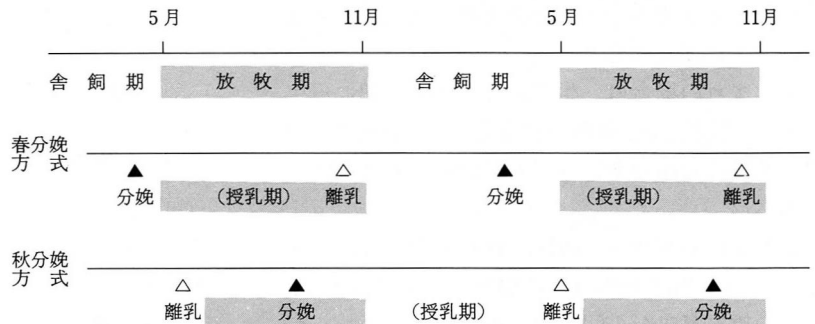 5月 11月 5月 11月
舎飼期 放牧期 舎飼期 放牧期
春分娩
方式
▲ △ ▲ △
分娩 (授乳期) 離乳 分娩 (授乳期) 離乳
秋分娩
方式
△ ▲ △ ▲
離乳 分娩 (授乳期) 離乳 分娩